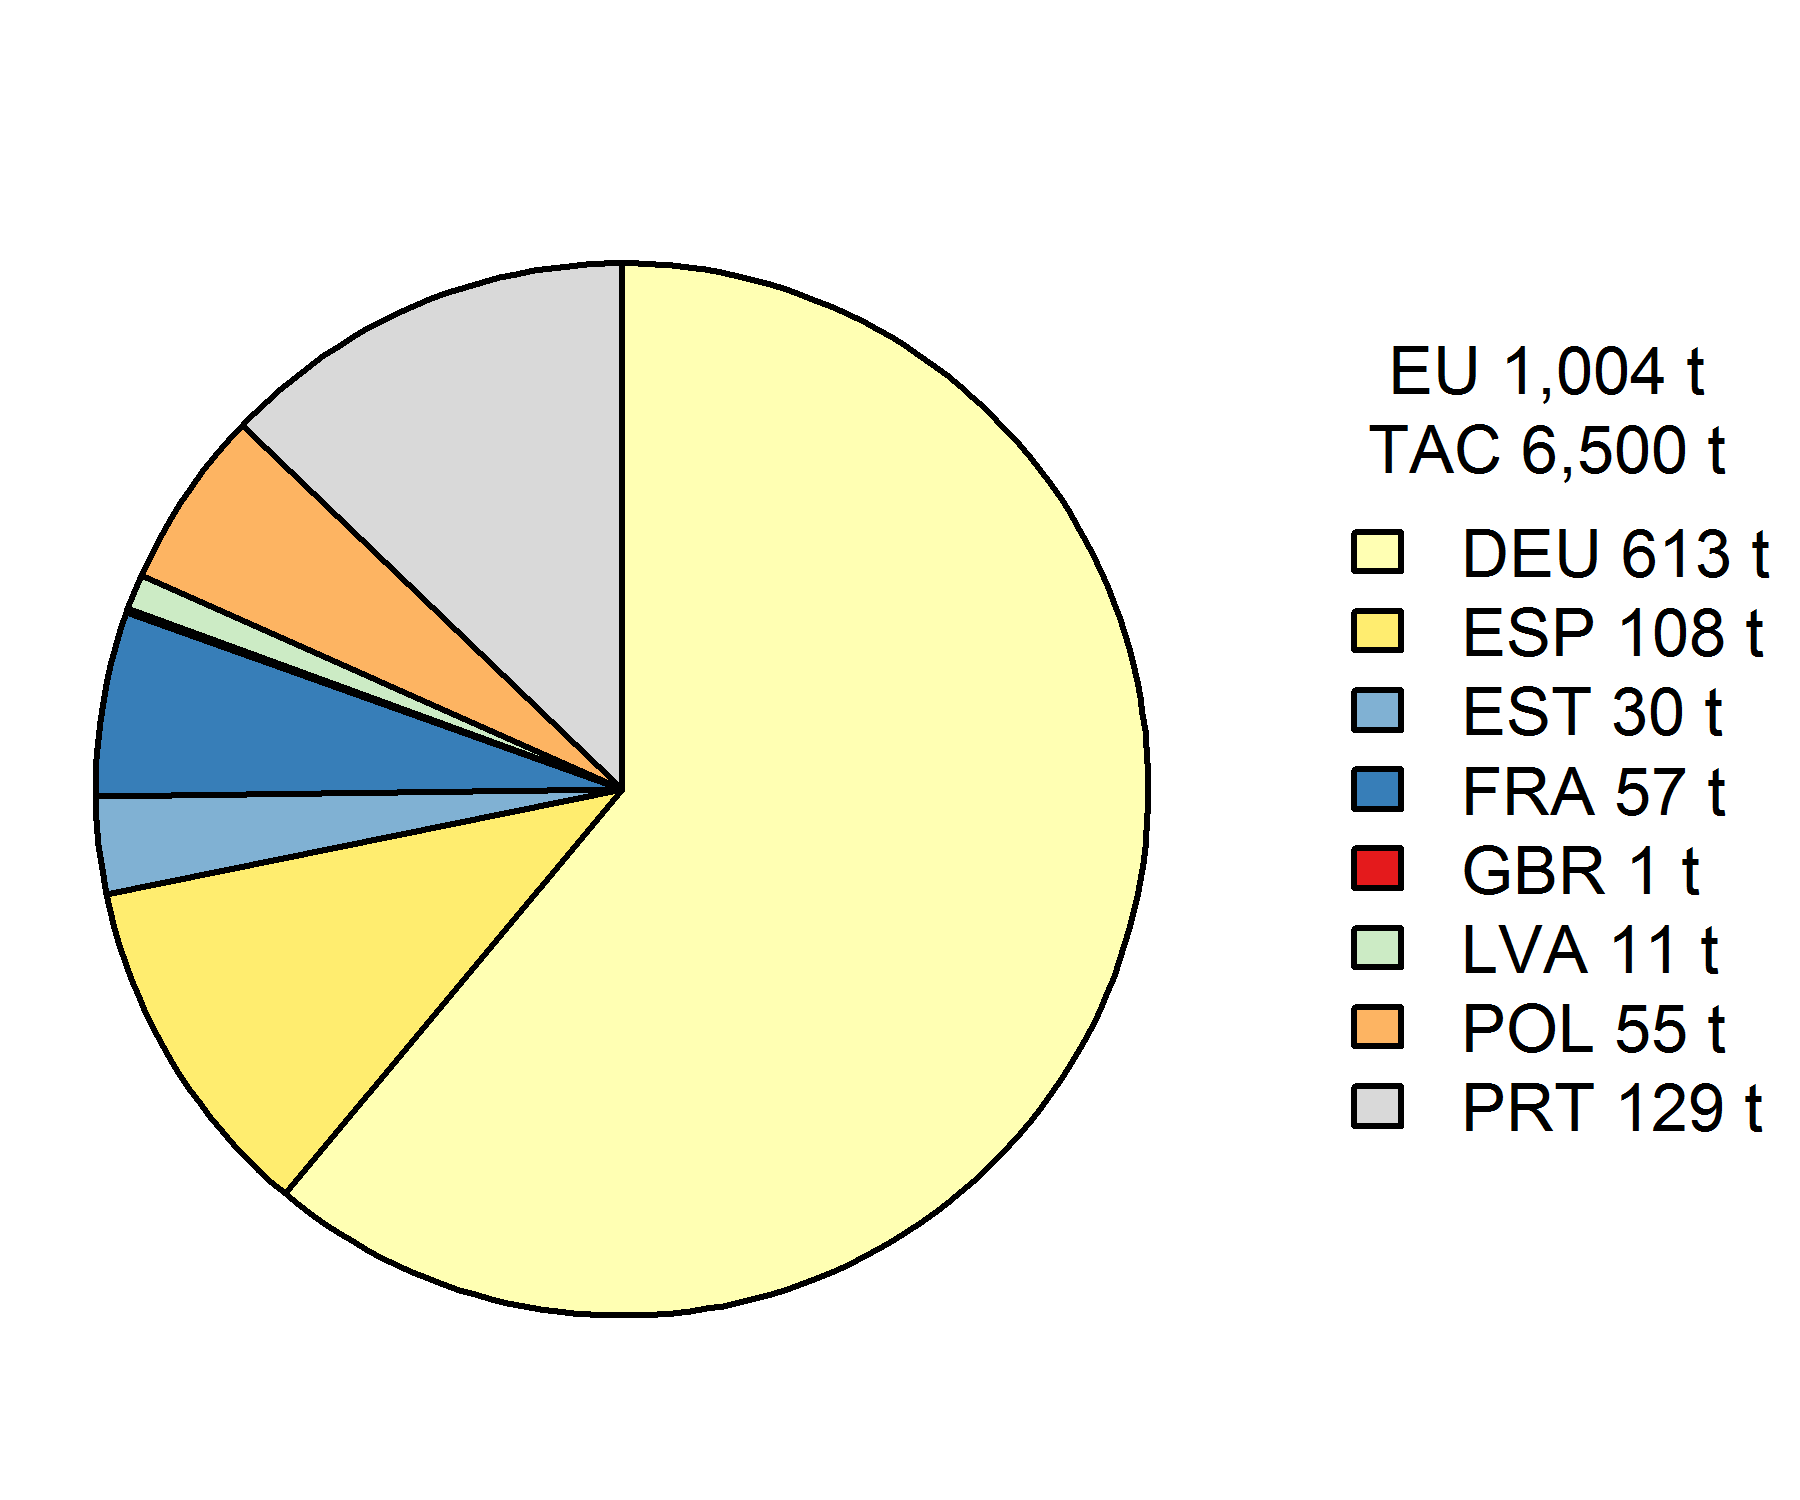 EU 1,004 t
TAC 6,500 t
DEU 613 t
ESP 108 t
EST 30 t
FRA 57 t
GBR 1 t
LVA 11 t
POL 55 t
PRT 129 t